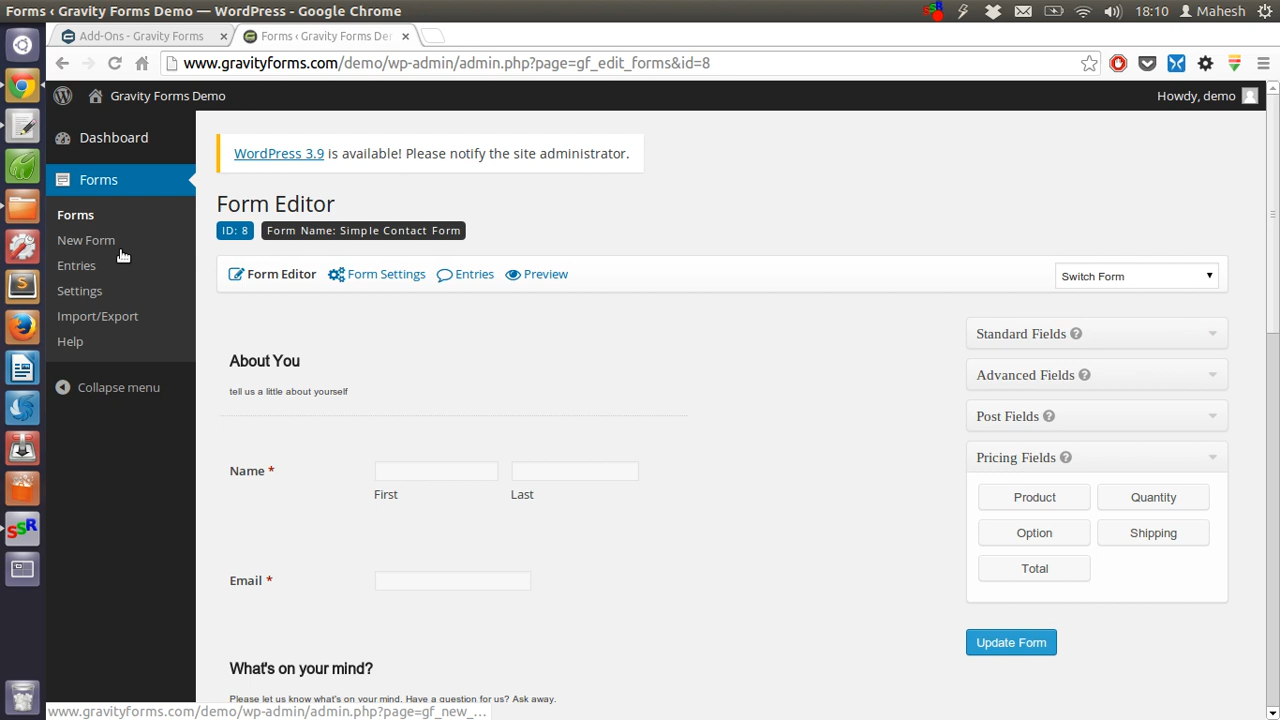 Forms ‹ Gravity Forms Demo — WordPress - Google Chrome
18:10
Mahesh
Add-Ons - Gravity Forms
Forms ‹ Gravity Forms De
www.gravityforms.com/demo/wp-admin/admin.php?page=gf_edit_forms&id=8
Gravity Forms Demo
Howdy, demo
Dashboard
Forms
Forms
New Form
Entries
Settings
Import/Export
Help
Collapse menu
WordPress 3.9 is available! Please notify the site administrator.
Form Editor
ID: 8
Form Name: Simple Contact Form
Form Editor
Form Settings
Entries
Preview
Switch Form
About You
tell us a little about yourself
Name *
First
Last
Email *
What's on your mind?
Please let us know what's on your mind. Have a question for us? Ask away.
Standard Fields
Advanced Fields
Post Fields
Pricing Fields
Product
Quantity
Option
Shipping
Total
Update Form
www.gravityforms.com/demo/wp-admin/admin.php?page=gf_new_...